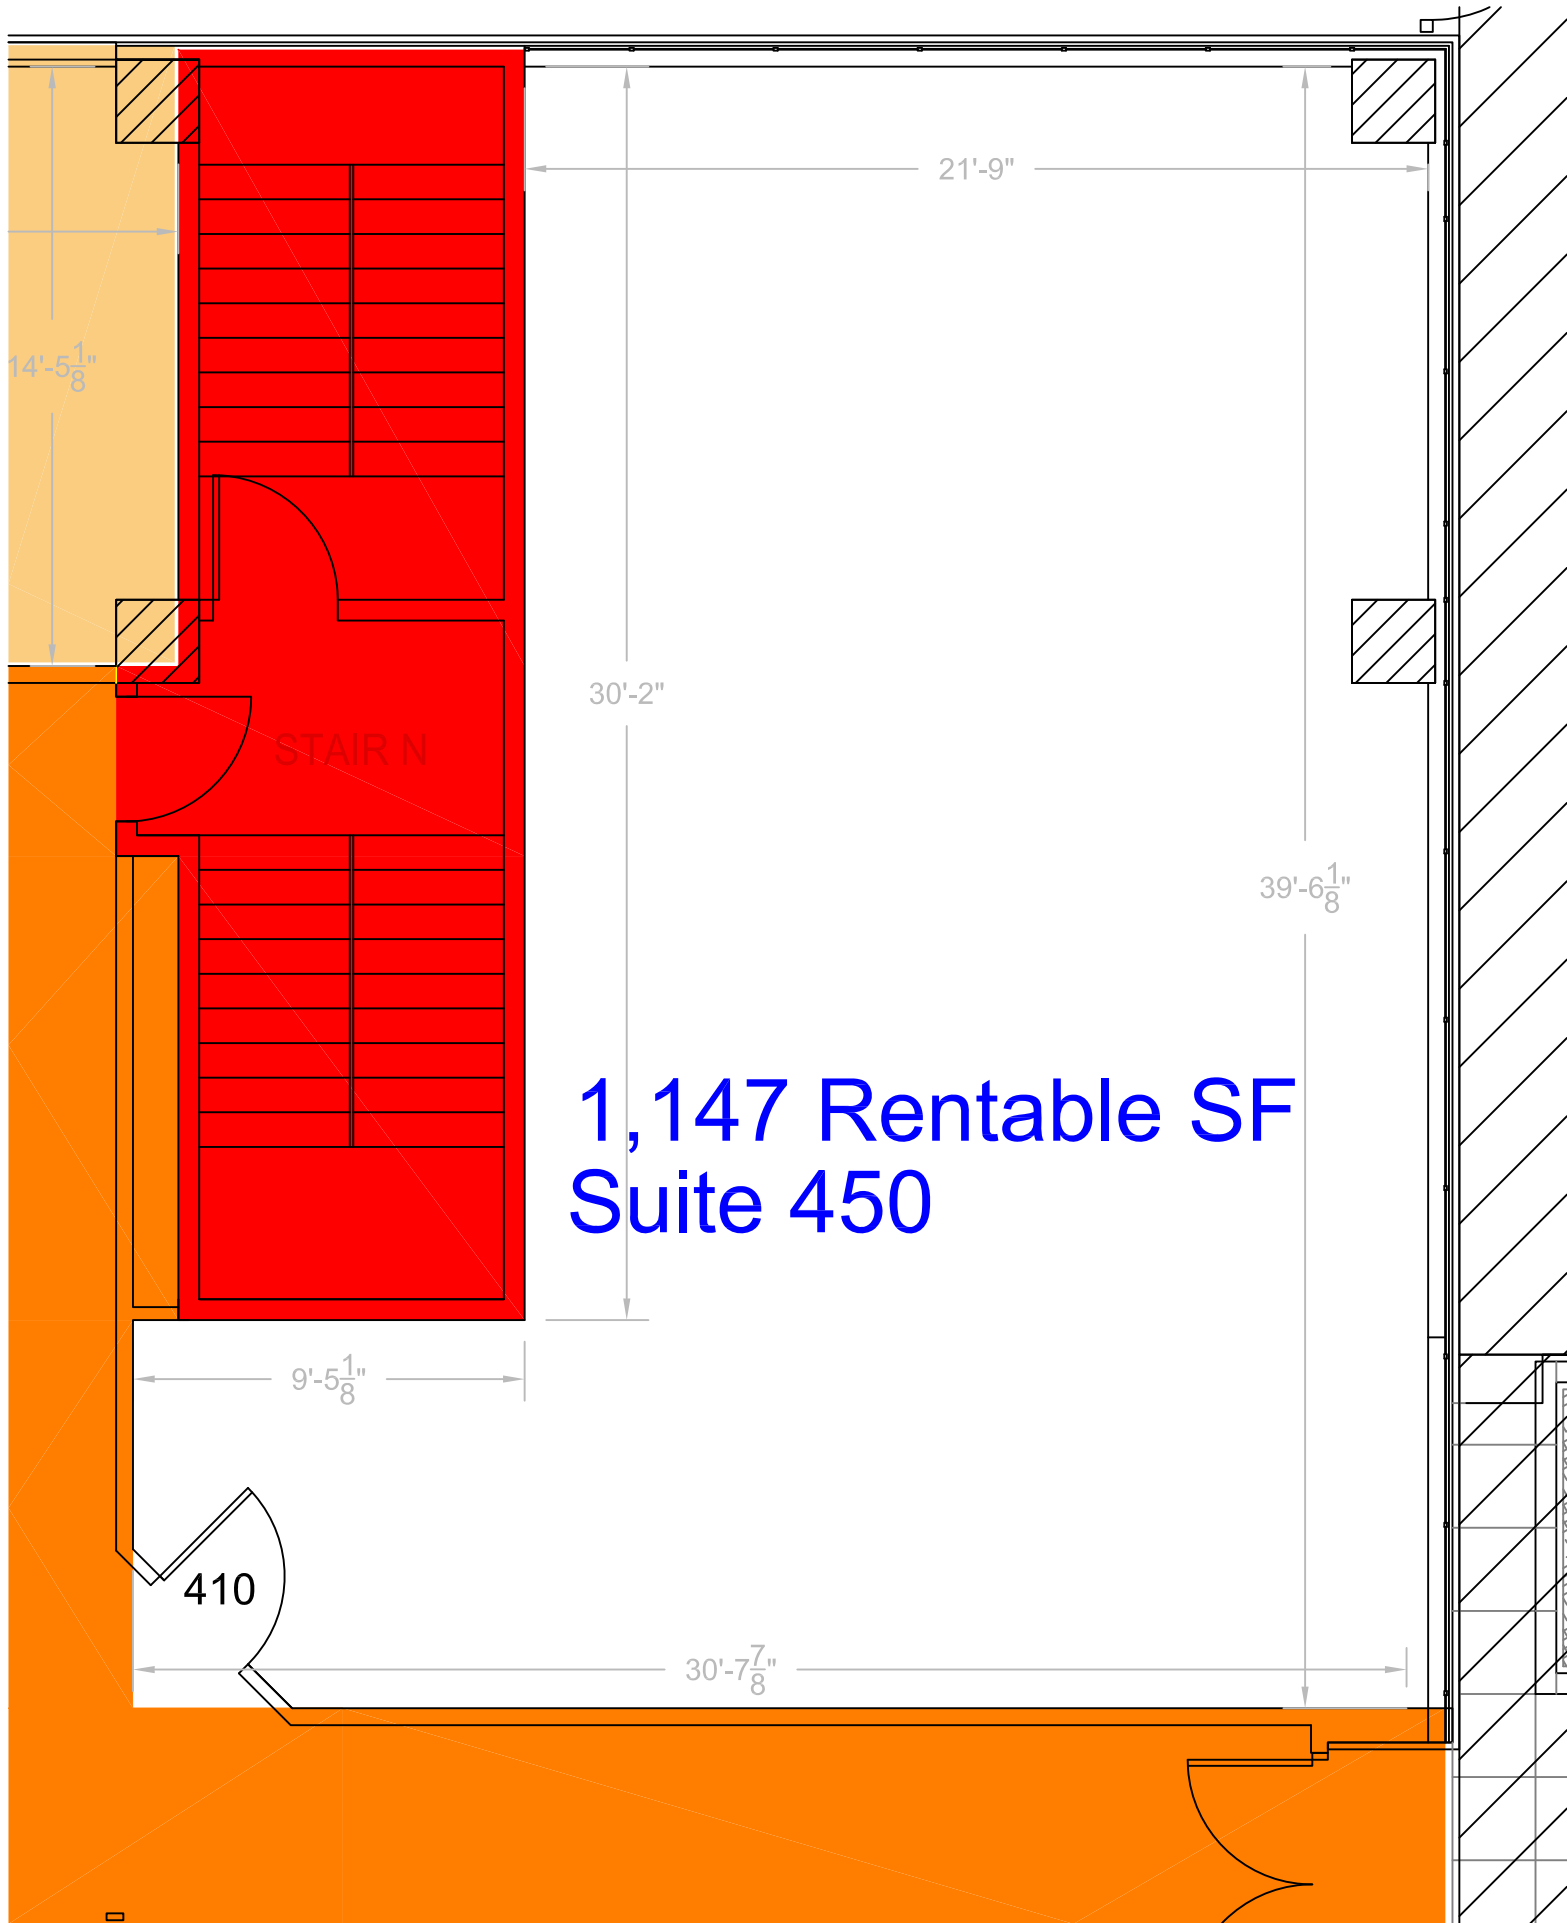 21'-9"
14'-5 1/8"
30'-2"
STAIR N
39'-6 1/8"
1,147 Rentable SF
Suite 450
9'-5 1/8"
410
30'-7 7/8"